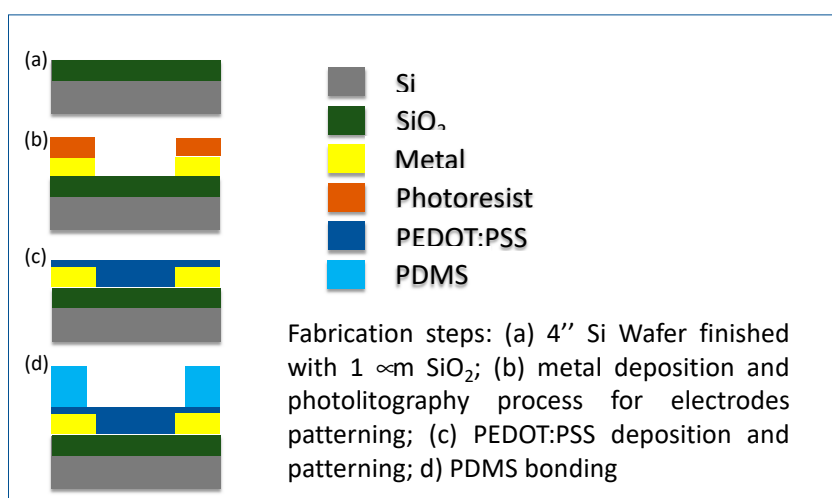 (a)
Si
SiO₂
(b)
Metal
Photoresist
PEDOT:PSS
(c)
PDMS
Fabrication steps: (a) 4’’ Si Wafer finished
with 1 ∝m SiO₂; (b) metal deposition and
(d)
photolitography process for electrodes
patterning; (c) PEDOT:PSS deposition and
patterning; d) PDMS bonding